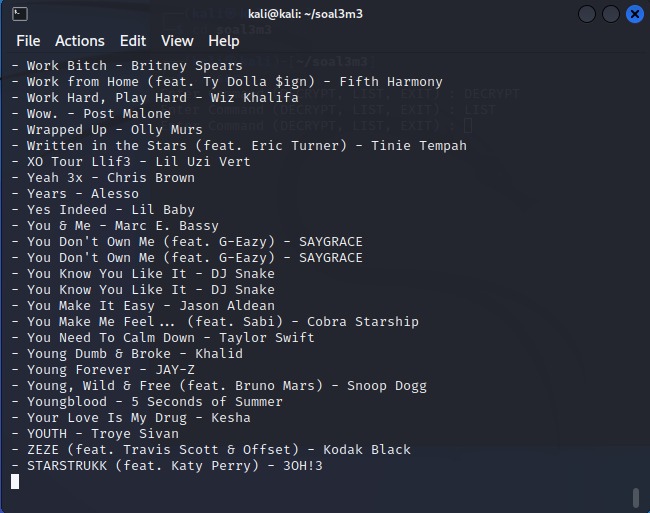 kali@kali: ~/soal3m3
File Actions Edit View Help
- Work Bitch - Britney Spears
- Work from Home (feat. Ty Dolla $ign) - Fifth Harmony
- Work Hard, Play Hard - Wiz Khalifa
- Wow. - Post Malone
- Wrapped Up - Olly Murs
- Written in the Stars (feat. Eric Turner) - Tinie Tempah
- XO Tour Llif3 - Lil Uzi Vert
- Yeah 3x - Chris Brown
- Years - Alesso
- Yes Indeed - Lil Baby
- You & Me - Marc E. Bassy
- You Don't Own Me (feat. G-Eazy) - SAYGRACE
- You Don't Own Me (feat. G-Eazy) - SAYGRACE
- You Know You Like It - DJ Snake
- You Know You Like It - DJ Snake
- You Make It Easy - Jason Aldean
- You Make Me Feel... (feat. Sabi) - Cobra Starship
- You Need To Calm Down - Taylor Swift
- Young Dumb & Broke - Khalid
- Young Forever - JAY-Z
- Young, Wild & Free (feat. Bruno Mars) - Snoop Dogg
- Youngblood - 5 Seconds of Summer
- Your Love Is My Drug - Kesha
- YOUTH - Troye Sivan
- ZEZE (feat. Travis Scott & Offset) - Kodak Black
- STARSTRUKK (feat. Katy Perry) - 3OH!3